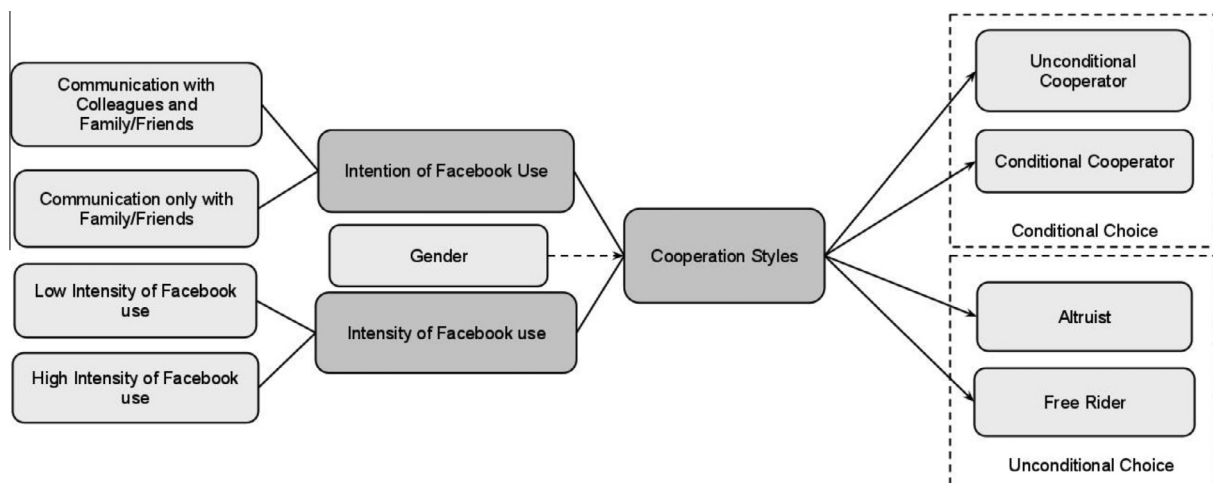 Communication with
Colleagues and
Family/Friends
Communication only with
Family/Friends
Low Intensity of Facebook
use
High Intensity of Facebook
use
Intention of Facebook Use
Gender
Intensity of Facebook use
Cooperation Styles
Unconditional
Cooperator
Conditional Cooperator
Conditional Choice
Altruist
Free Rider
Unconditional Choice